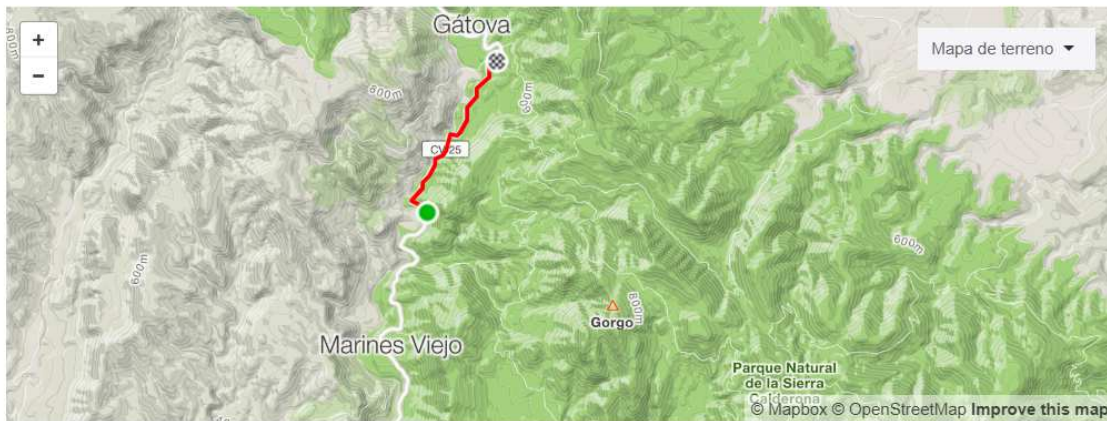 Gátova
+
−
Mapa de terreno
800m
800m
600m
CV-25
600m
600m
800m
Gorgo
Marines Viejo
Parque Natural
de la Sierra
Calderona
© Mapbox © OpenStreetMap Improve this map